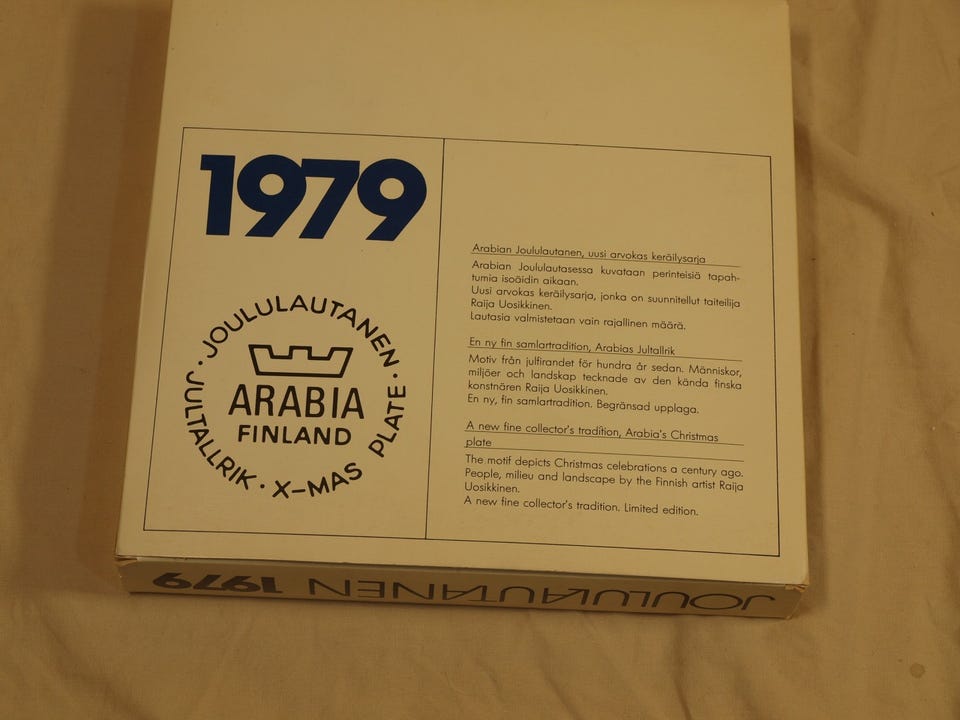 1979
JOULULAUTANEN · X-MAS PLATE · JULTALLRIK ·
ARABIA
FINLAND
Arabian Joululautanen, uusi arvokas keräilysarja
Arabian Joululautasessa kuvataan perinteisiä tapah-
tumia isoäidin aikaan.
Uusi arvokas keräilysarja, jonka on suunnitellut taiteilija
Raija Uosikkinen.
Lautasia valmistetaan vain rajallinen määrä.
En ny fin samlartradition, Arabias Jultallrik
Motiv från julfirandet för hundra år sedan. Människor,
miljöer och landskap tecknade av den kända finska
konstnären Raija Uosikkinen.
En ny, fin samlartradition. Begränsad upplaga.
A new fine collector's tradition, Arabia's Christmas
plate
The motif depicts Christmas celebrations a century ago.
People, milieu and landscape by the Finnish artist Raija
Uosikkinen.
A new fine collector's tradition. Limited edition.
JOULULAUTANEN 1979